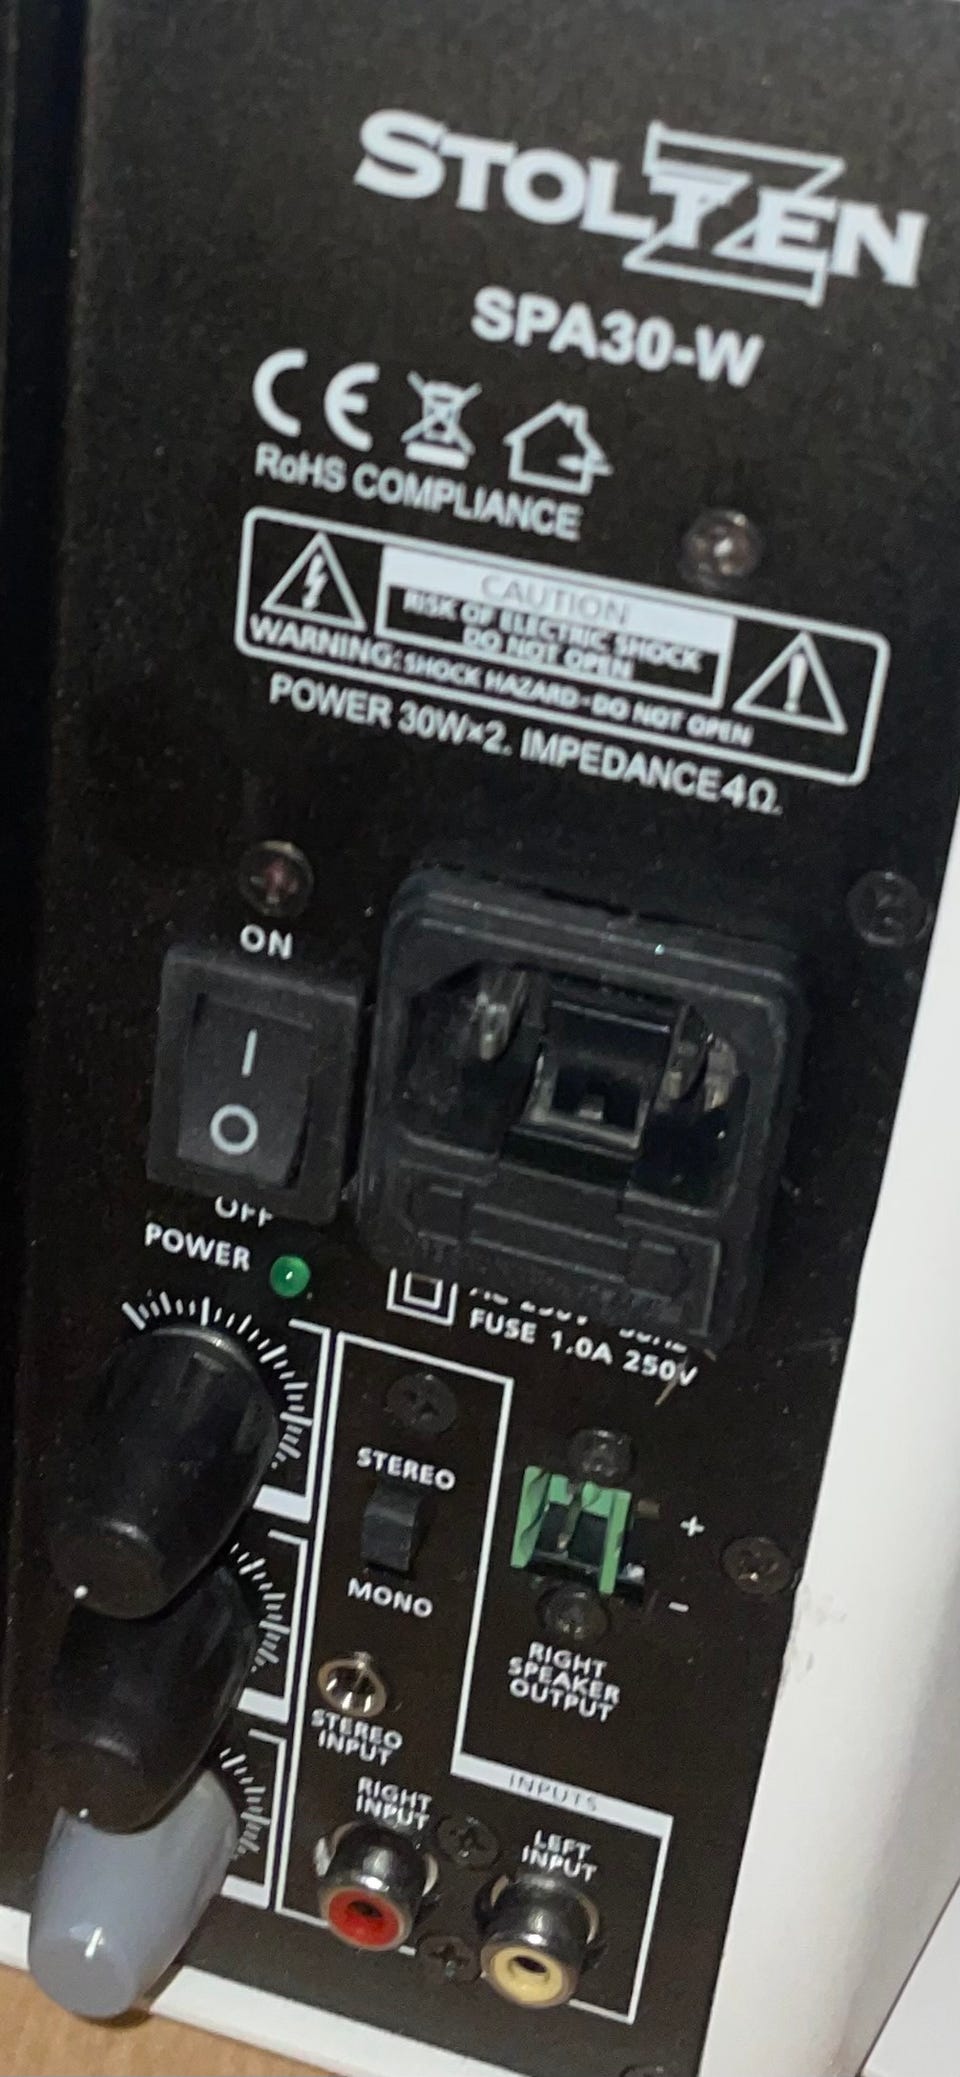 STOLZEN
SPA30-W
CE
RoHS COMPLIANCE
CAUTION
RISK OF ELECTRIC SHOCK
DO NOT OPEN
WARNING: SHOCK HAZARD-DO NOT OPEN
POWER 30W×2. IMPEDANCE4Ω.
ON
I
O
OFF
POWER
FUSE 1.0A 250V
STEREO
MONO
+
-
RIGHT
SPEAKER
OUTPUT
STEREO
INPUT
INPUTS
RIGHT
INPUT
LEFT
INPUT